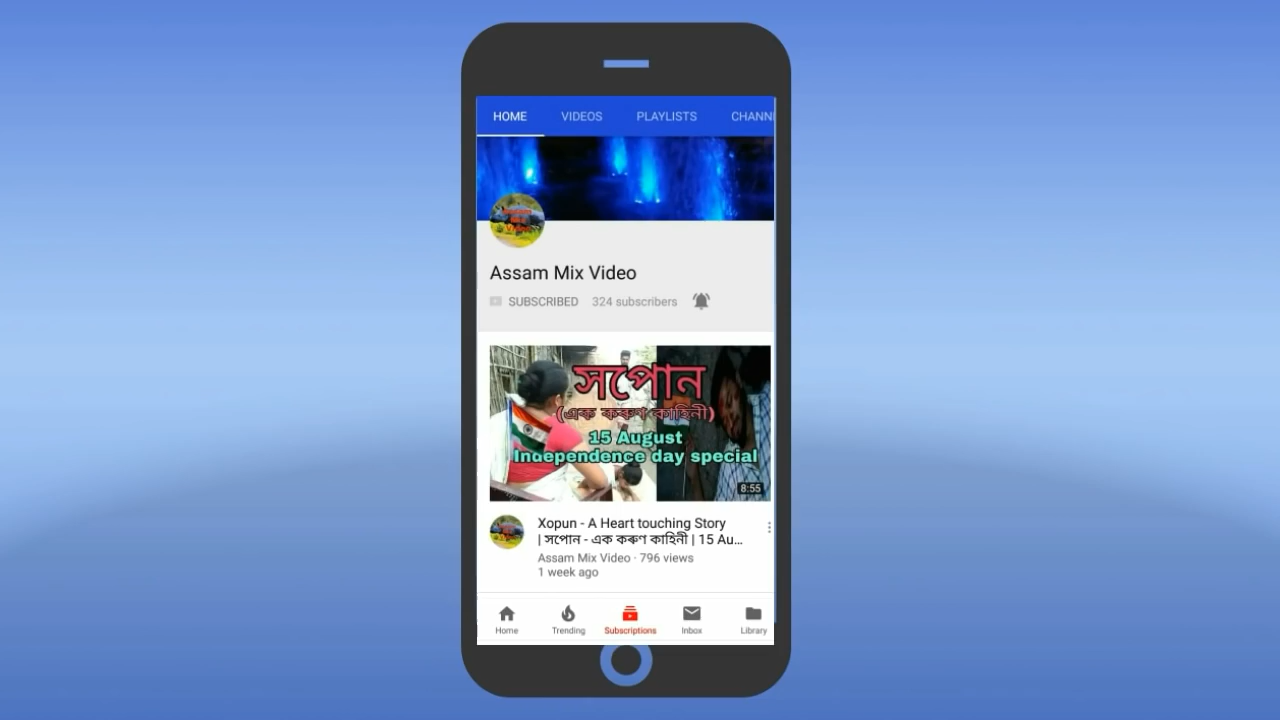 HOME VIDEOS PLAYLISTS CHANN
Assam Mix Video
SUBSCRIBED 324 subscribers
সপোন
(এক কৰুণ কাহিনী)
15 August
Independence day special
8:55
Xopun - A Heart touching Story
| সপোন - এক কৰুণ কাহিনী | 15 Au...
Assam Mix Video · 796 views
1 week ago
Home Trending Subscriptions Inbox Library